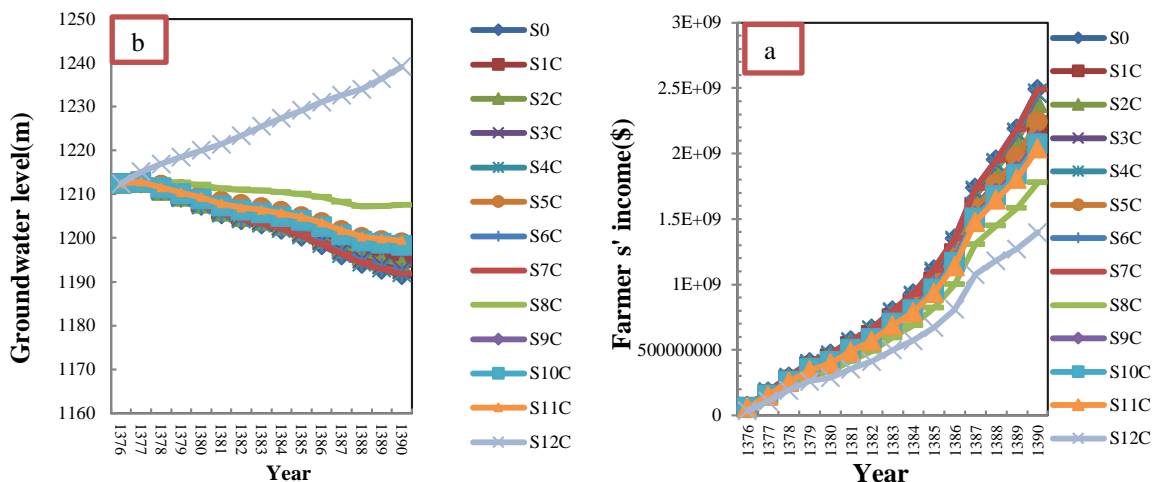 b
Groundwater level(m)
1250
1240
1230
1220
1210
1200
1190
1180
1170
1160
1376
1377
1378
1379
1380
1381
1382
1383
1384
1385
1386
1387
1388
1389
1390
Year
S0
S1C
S2C
S3C
S4C
S5C
S6C
S7C
S8C
S9C
S10C
S11C
S12C
a
Farmer s' income($)
3E+09
2.5E+09
2E+09
1.5E+09
1E+09
500000000
0
1376
1377
1378
1379
1380
1381
1382
1383
1384
1385
1386
1387
1388
1389
1390
Year
S0
S1C
S2C
S3C
S4C
S5C
S6C
S7C
S8C
S9C
S10C
S11C
S12C